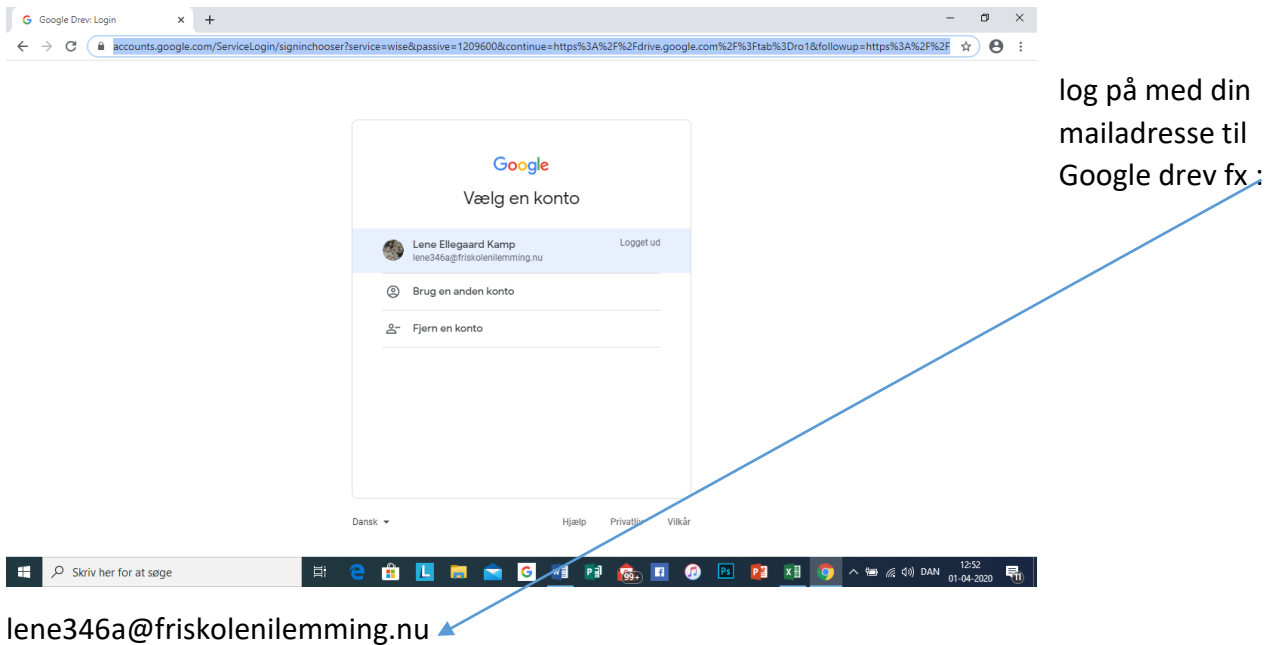 Google Drev: Login
accounts.google.com/ServiceLogin/signinchooser?service=wise&passive=1209600&continue=https%3A%2F%2Fdrive.google.com%2F%3Ftab%3Dro1&followup=https%3A%2F%2F
log på med din
mailadresse til
Google drev fx :
Google
Vælg en konto
Lene Ellegaard Kamp
Logget ud
lene346a@friskolenilemming.nu
Brug en anden konto
Fjern en konto
Dansk
Hjælp Privatliv Vilkår
Skriv her for at søge
99+
DAN
12:52
01-04-2020
11
lene346a@friskolenilemming.nu